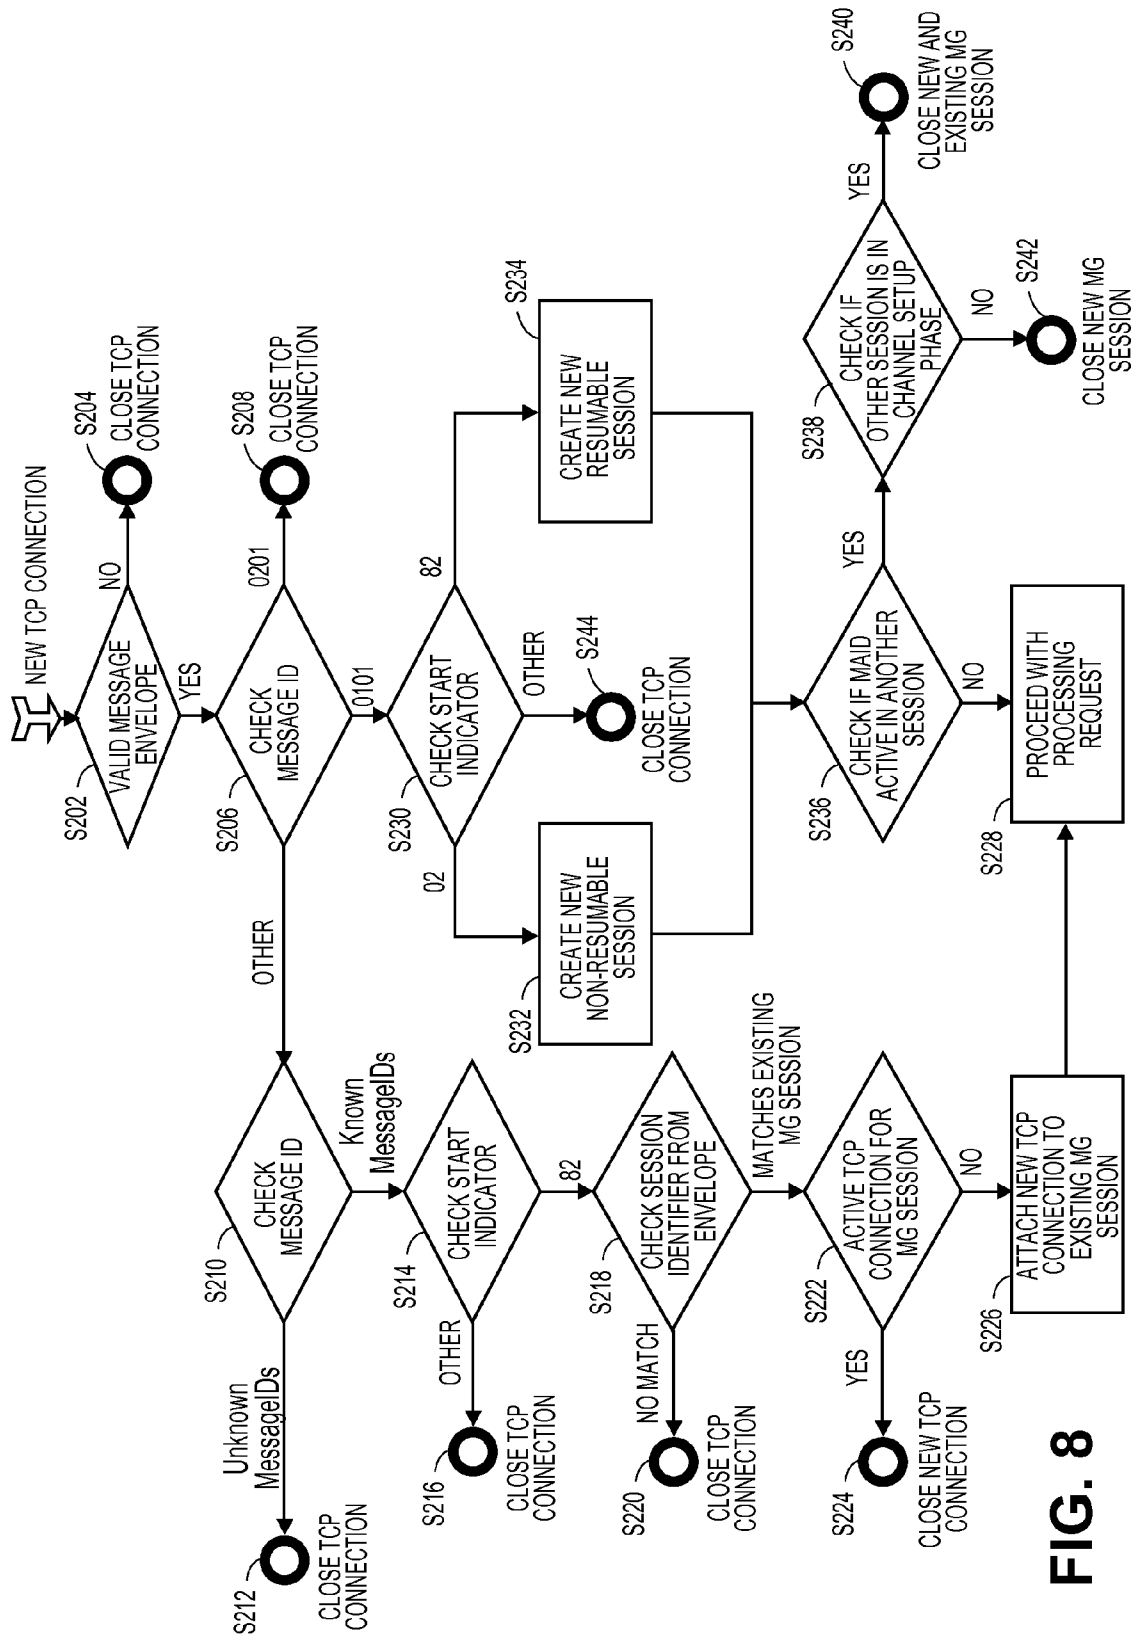 NEW TCP CONNECTION
S202
VALID MESSAGE
ENVELOPE
NO
S204
CLOSE TCP
CONNECTION
YES
S206
CHECK
MESSAGE ID
0201
S208
CLOSE TCP
CONNECTION
OTHER
0101
S210
CHECK
MESSAGE ID
Unknown
MessageIDs
S212
CLOSE TCP
CONNECTION
Known
MessageIDs
S214
CHECK START
INDICATOR
OTHER
S216
CLOSE TCP
CONNECTION
82
S218
CHECK SESSION
IDENTIFIER FROM
ENVELOPE
NO MATCH
S220
CLOSE TCP
CONNECTION
MATCHES EXISTING
MG SESSION
S222
ACTIVE TCP
CONNECTION FOR
MG SESSION
YES
S224
CLOSE NEW TCP
CONNECTION
NO
S226
ATTACH NEW TCP
CONNECTION TO
EXISTING MG
SESSION
S228
PROCEED WITH
PROCESSING
REQUEST
S230
CHECK START
INDICATOR
02
82
OTHER
S232
CREATE NEW
NON-RESUMABLE
SESSION
S234
CREATE NEW
RESUMABLE
SESSION
S244
CLOSE TCP
CONNECTION
S236
CHECK IF MAID
ACTIVE IN ANOTHER
SESSION
NO
YES
S238
CHECK IF
OTHER SESSION IS IN
CHANNEL SETUP
PHASE
YES
S240
CLOSE NEW AND
EXISTING MG
SESSION
NO
S242
CLOSE NEW MG
SESSION
FIG. 8